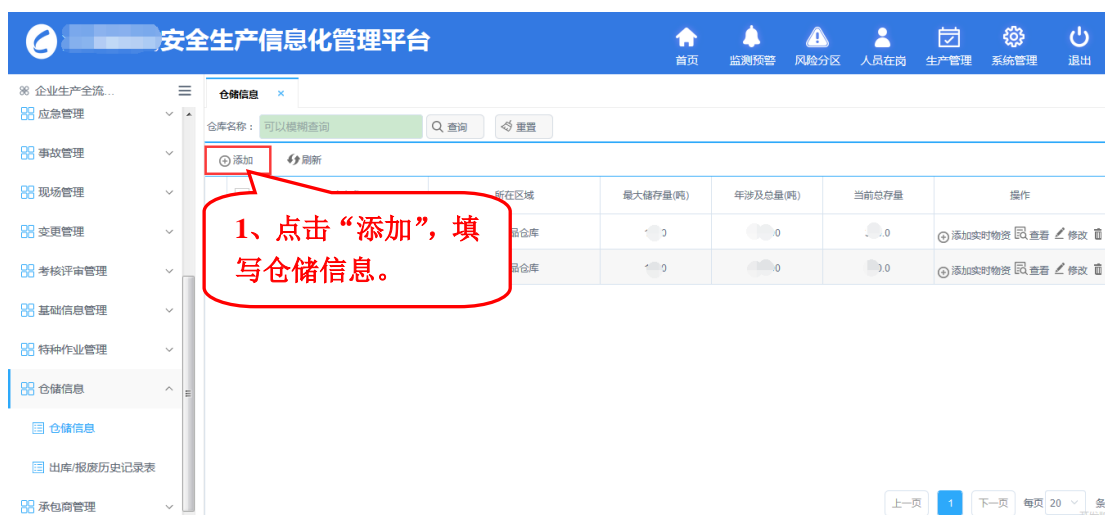 安全生产信息化管理平台
首页
监测预警
风险分区
人员在岗
生产管理
系统管理
退出
企业生产全流...
应急管理
事故管理
现场管理
变更管理
考核评审管理
基础信息管理
特种作业管理
仓储信息
仓储信息
出库/报废历史记录表
承包商管理
仓储信息 ×
仓库名称： 可以模糊查询 查询 重置
添加 刷新
所在区域 最大储存量(吨) 年涉及总量(吨) 当前总存量 操作
品仓库 添加实时物资 查看 修改
品仓库 添加实时物资 查看 修改
1、点击“添加”，填
写仓储信息。
上一页 1 下一页 每页 20 条